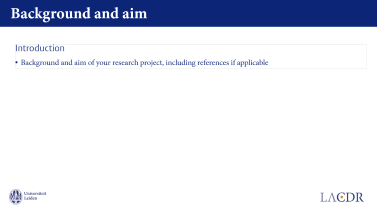 Background and aim
Introduction
• Background and aim of your research project, including references if applicable
Universiteit
Leiden
LACDR